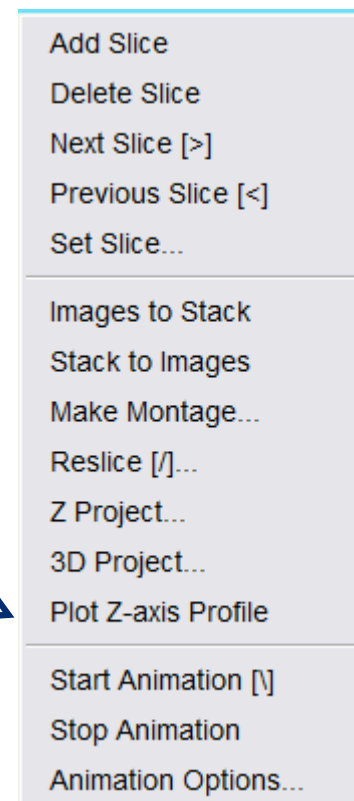 Add Slice
Delete Slice
Next Slice [>]
Previous Slice [<]
Set Slice...
Images to Stack
Stack to Images
Make Montage...
Reslice [/]...
Z Project...
3D Project...
Plot Z-axis Profile
Start Animation [\]
Stop Animation
Animation Options...